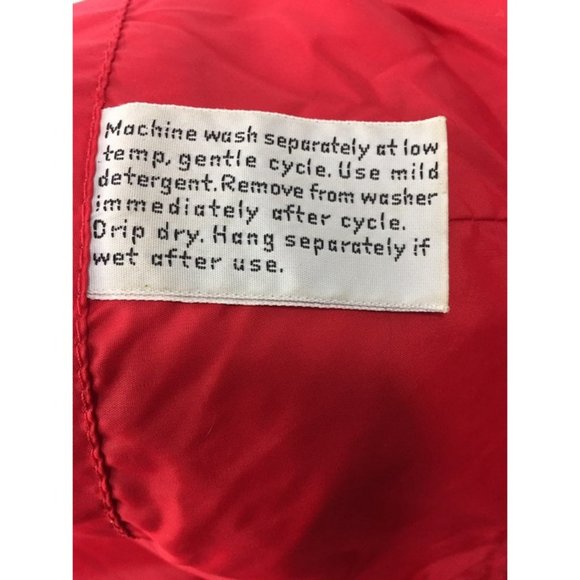 Machine wash separately at low
temp, gentle cycle. Use mild
detergent. Remove from washer
immediately after cycle.
Drip dry. Hang separately if
wet after use.